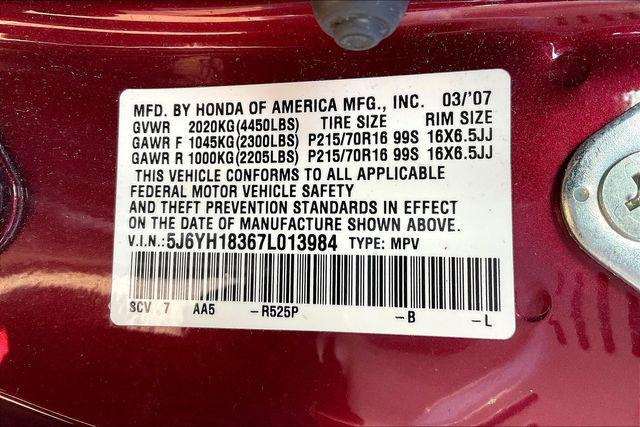 MFD. BY HONDA OF AMERICA MFG., INC. 03/'07
GVWR 2020KG(4450LBS) TIRE SIZE RIM SIZE
GAWR F 1045KG(2300LBS) P215/70R16 99S 16X6.5JJ
GAWR R 1000KG(2205LBS) P215/70R16 99S 16X6.5JJ
THIS VEHICLE CONFORMS TO ALL APPLICABLE
FEDERAL MOTOR VEHICLE SAFETY
AND THEFT PREVENTION STANDARDS IN EFFECT
ON THE DATE OF MANUFACTURE SHOWN ABOVE.
V.I.N.: 5J6YH18367L013984 TYPE: MPV
SCV 7 AA5 -R525P -B -L